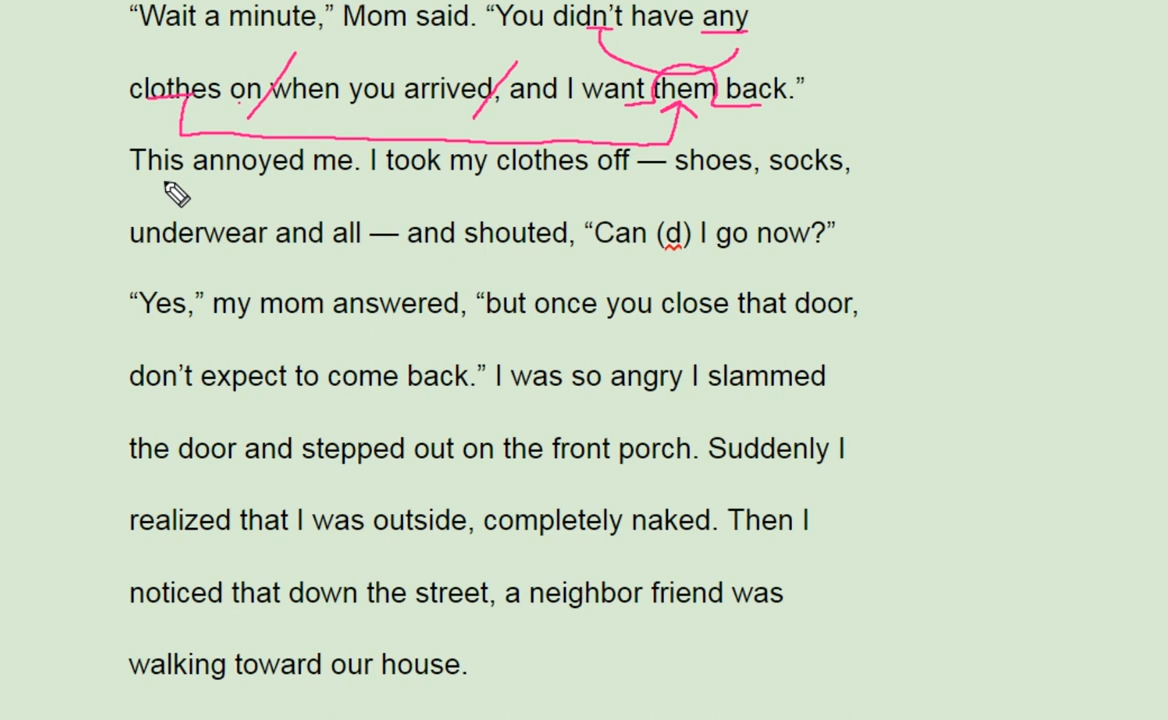 “Wait a minute,” Mom said. “You didn’t have any
clothes on when you arrived, and I want them back.”
This annoyed me. I took my clothes off — shoes, socks,
underwear and all — and shouted, “Can (d) I go now?”
“Yes,” my mom answered, “but once you close that door,
don’t expect to come back.” I was so angry I slammed
the door and stepped out on the front porch. Suddenly I
realized that I was outside, completely naked. Then I
noticed that down the street, a neighbor friend was
walking toward our house.